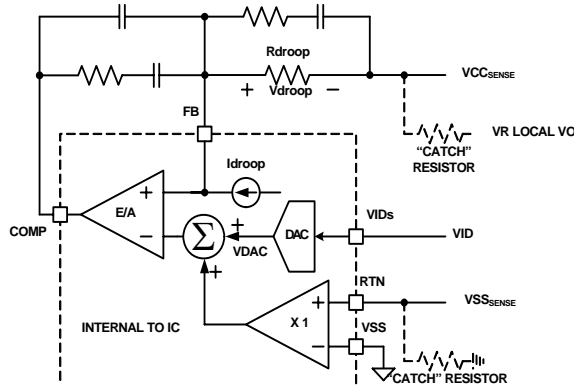 Rdroop
+ Vdroop −
VCCSENSE
FB
VR LOCAL VO
"CATCH"
RESISTOR
Idroop
+
E/A
−
COMP
Σ
+
+
VDAC
DAC
VIDs
VID
RTN
VSSSENSE
INTERNAL TO IC
X 1
+
−
VSS
"CATCH" RESISTOR